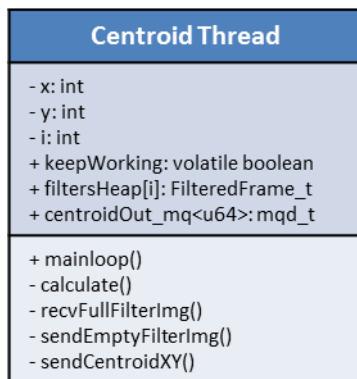 Centroid Thread
- x: int
- y: int
- i: int
+ keepWorking: volatile boolean
+ filtersHeap[i]: FilteredFrame_t
+ centroidOut_mq<u64>: mqd_t
+ mainloop()
- calculate()
- recvFullFilterImg()
- sendEmptyFilterImg()
- sendCentroidXY()